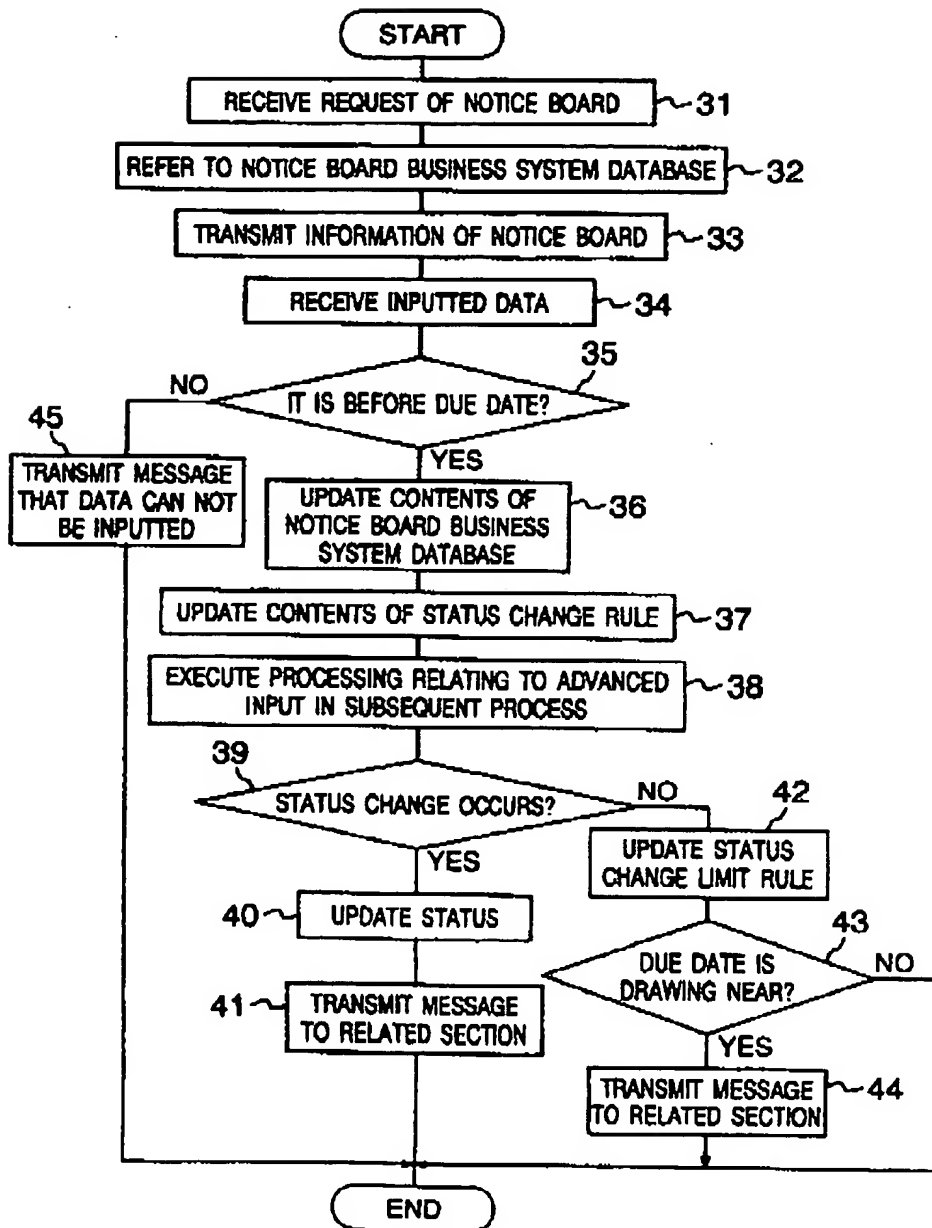 START
RECEIVE REQUEST OF NOTICE BOARD
31
REFER TO NOTICE BOARD BUSINESS SYSTEM DATABASE
32
TRANSMIT INFORMATION OF NOTICE BOARD
33
RECEIVE INPUTTED DATA
34
35
NO
IT IS BEFORE DUE DATE?
45
YES
TRANSMIT MESSAGE
THAT DATA CAN NOT
BE INPUTTED
UPDATE CONTENTS OF
NOTICE BOARD BUSINESS
SYSTEM DATABASE
36
UPDATE CONTENTS OF STATUS CHANGE RULE
37
EXECUTE PROCESSING RELATING TO ADVANCED
INPUT IN SUBSEQUENT PROCESS
38
39
STATUS CHANGE OCCURS?
NO
42
YES
UPDATE STATUS
CHANGE LIMIT RULE
40
UPDATE STATUS
43
DUE DATE IS
DRAWING NEAR?
NO
41
TRANSMIT MESSAGE
TO RELATED SECTION
YES
TRANSMIT MESSAGE
TO RELATED SECTION
44
END